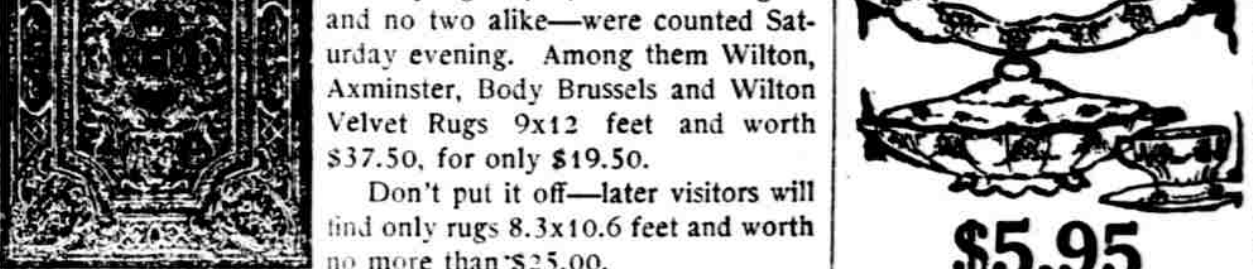 and no two alike—were counted Sat-
urday evening. Among them Wilton,
Axminster, Body Brussels and Wilton
Velvet Rugs 9x12 feet and worth
$37.50, for only $19.50.
Don't put it off—later visitors will
find only rugs 8.3x10.6 feet and worth
no more than $25.00.
$5.95